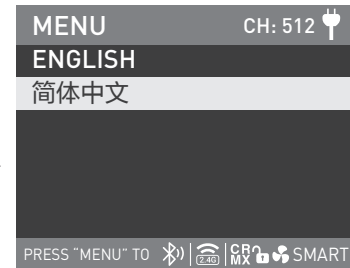 MENU CH: 512
ENGLISH
简体中文
PRESS "MENU" TO 2.4G CRMX SMART